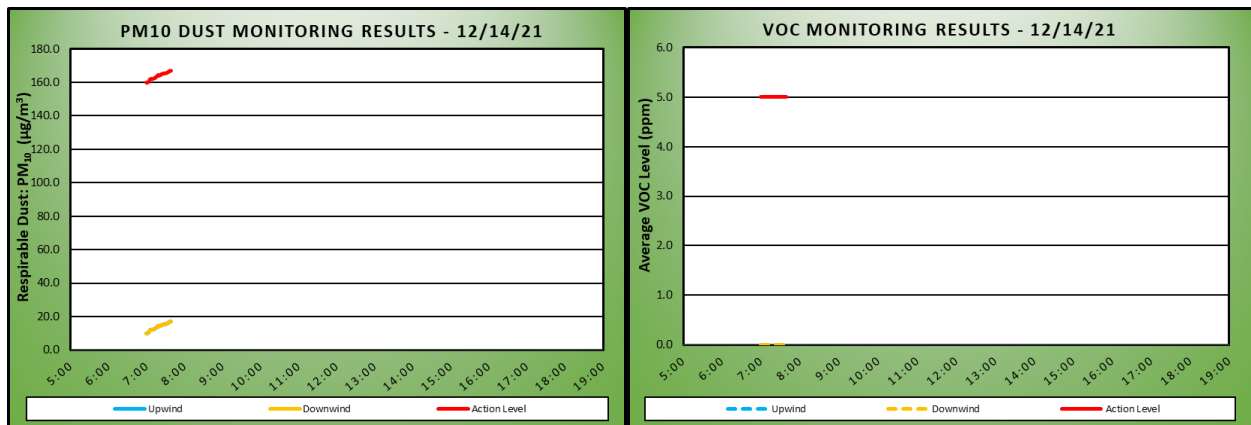 PM10 DUST MONITORING RESULTS - 12/14/21
Respirable Dust: PM₁₀ (µg/m³)
180.0
160.0
140.0
120.0
100.0
80.0
60.0
40.0
20.0
0.0
5:00 6:00 7:00 8:00 9:00 10:00 11:00 12:00 13:00 14:00 15:00 16:00 17:00 18:00 19:00
Upwind Downwind Action Level
VOC MONITORING RESULTS - 12/14/21
Average VOC Level (ppm)
6.0
5.0
4.0
3.0
2.0
1.0
0.0
5:00 6:00 7:00 8:00 9:00 10:00 11:00 12:00 13:00 14:00 15:00 16:00 17:00 18:00 19:00
Upwind Downwind Action Level